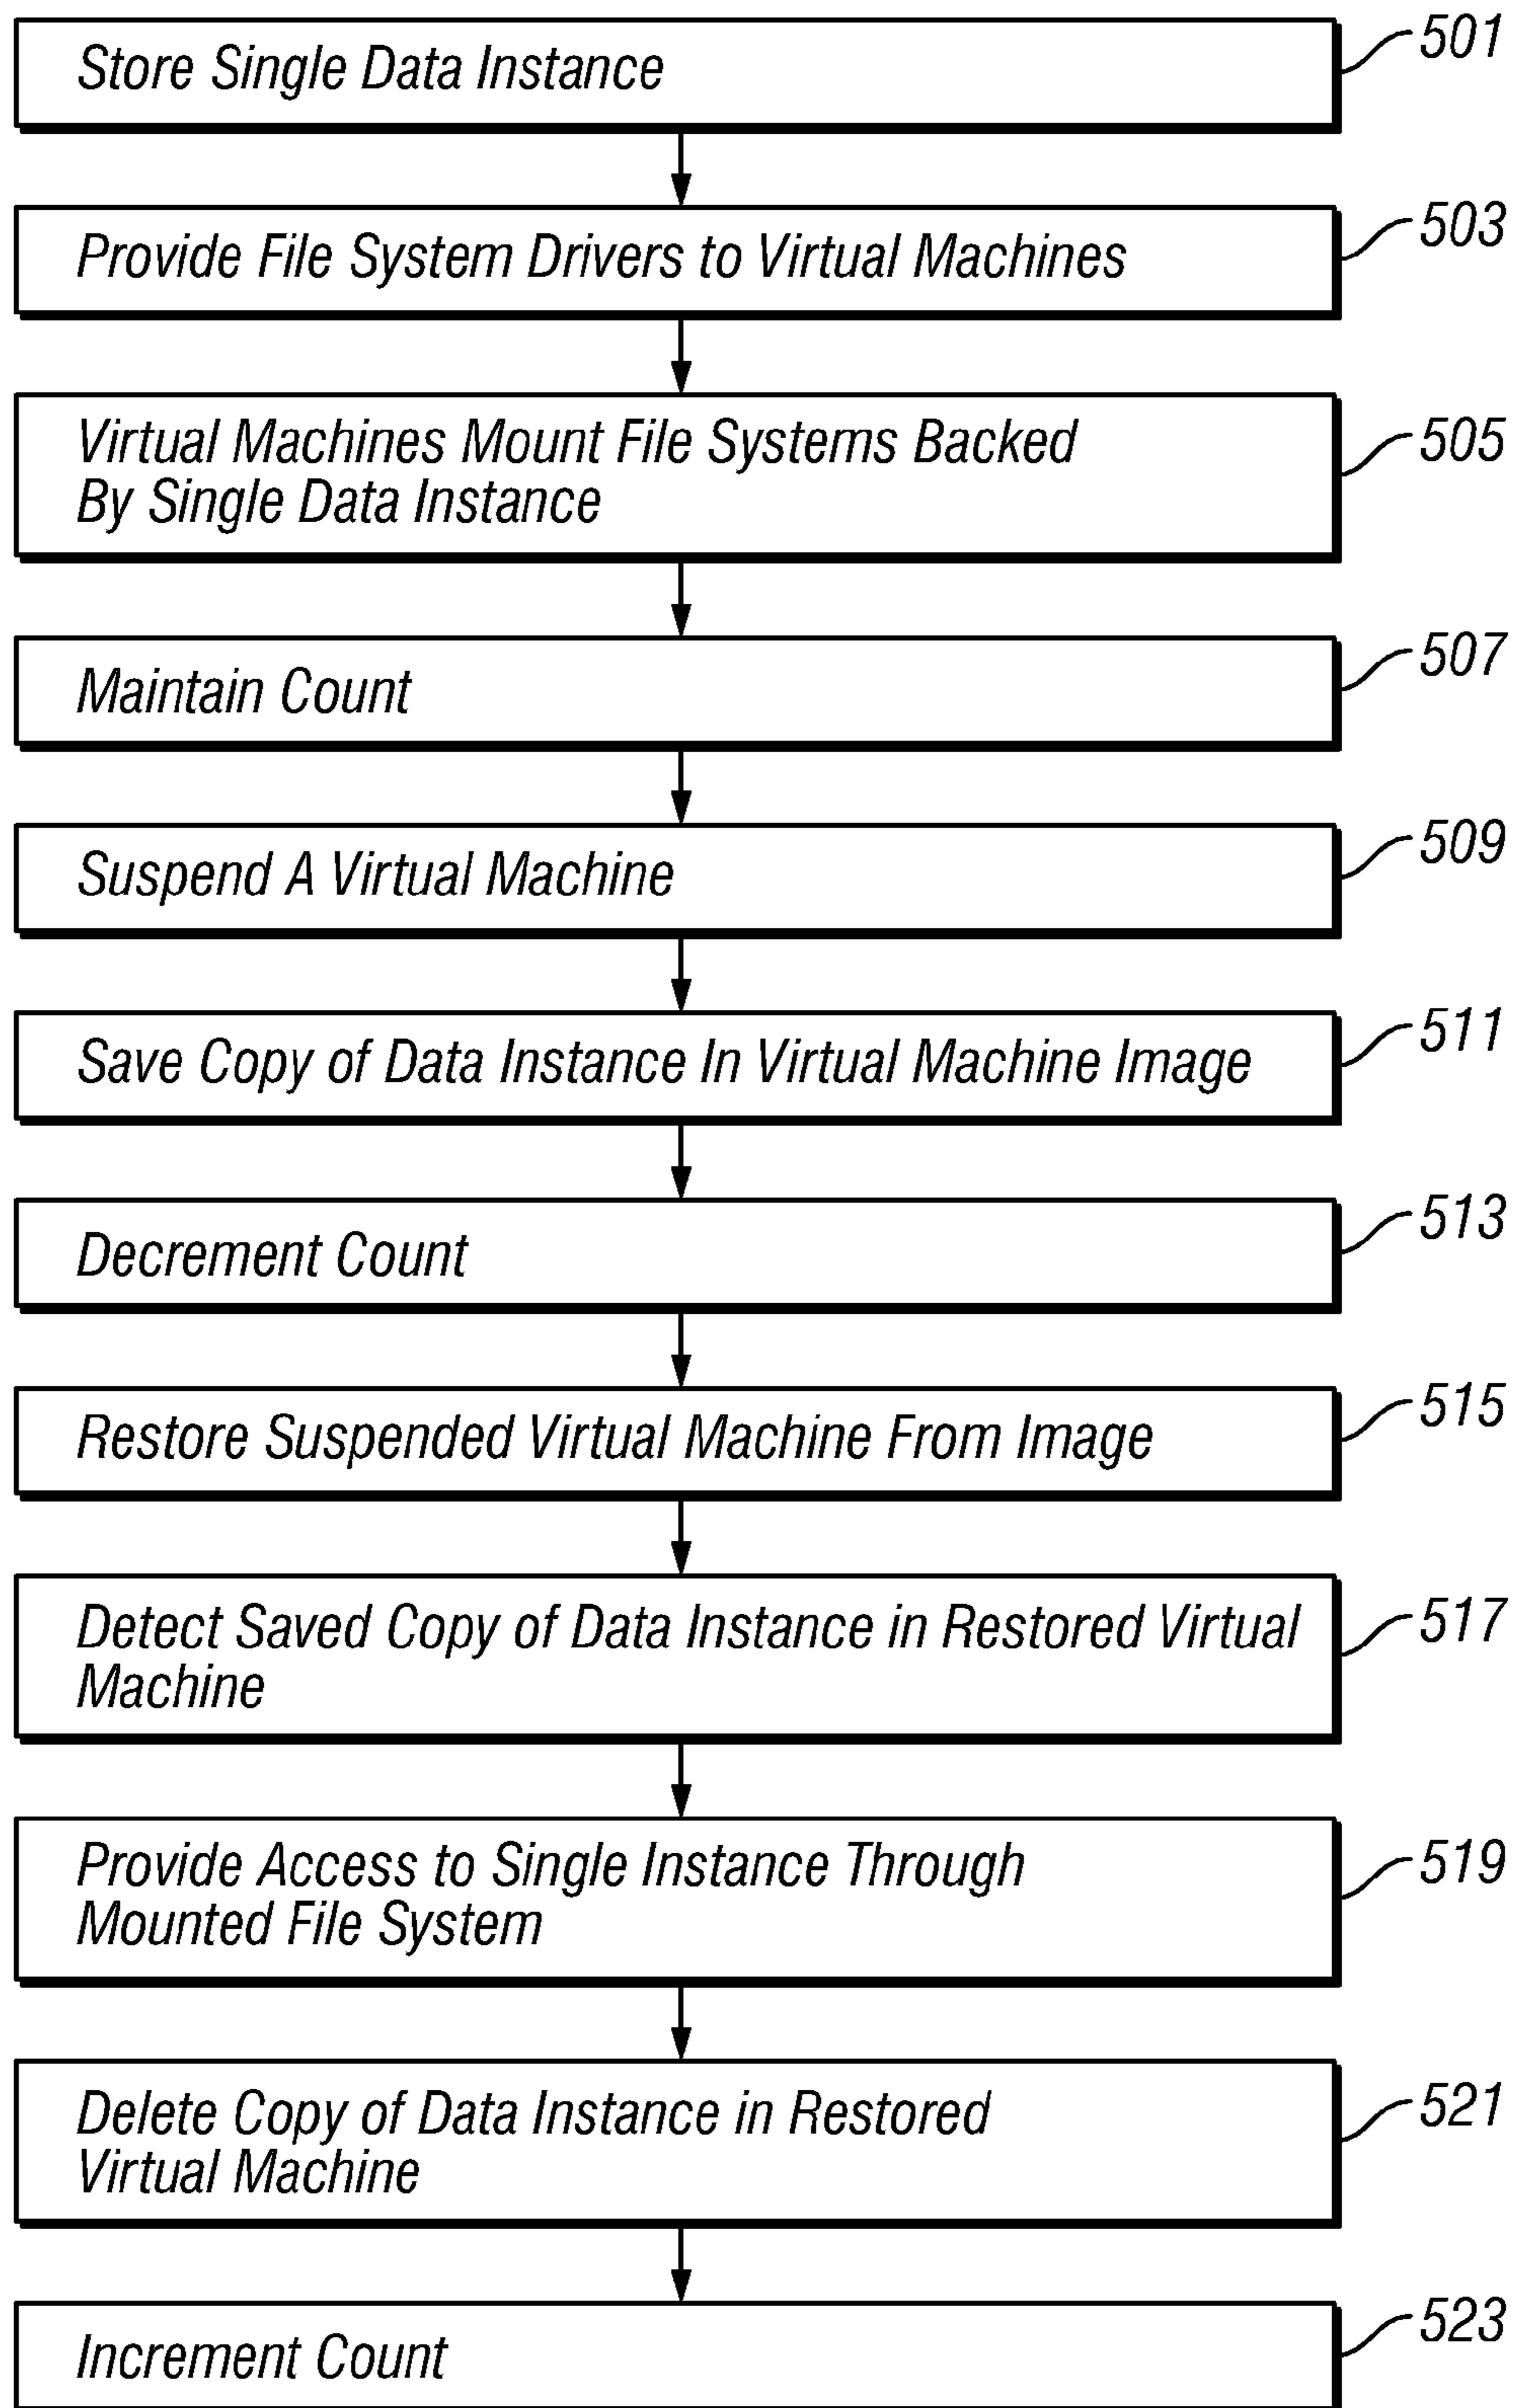 Store Single Data Instance
501
Provide File System Drivers to Virtual Machines
503
Virtual Machines Mount File Systems Backed
By Single Data Instance
505
Maintain Count
507
Suspend A Virtual Machine
509
Save Copy of Data Instance In Virtual Machine Image
511
Decrement Count
513
Restore Suspended Virtual Machine From Image
515
Detect Saved Copy of Data Instance in Restored Virtual
Machine
517
Provide Access to Single Instance Through
Mounted File System
519
Delete Copy of Data Instance in Restored
Virtual Machine
521
Increment Count
523